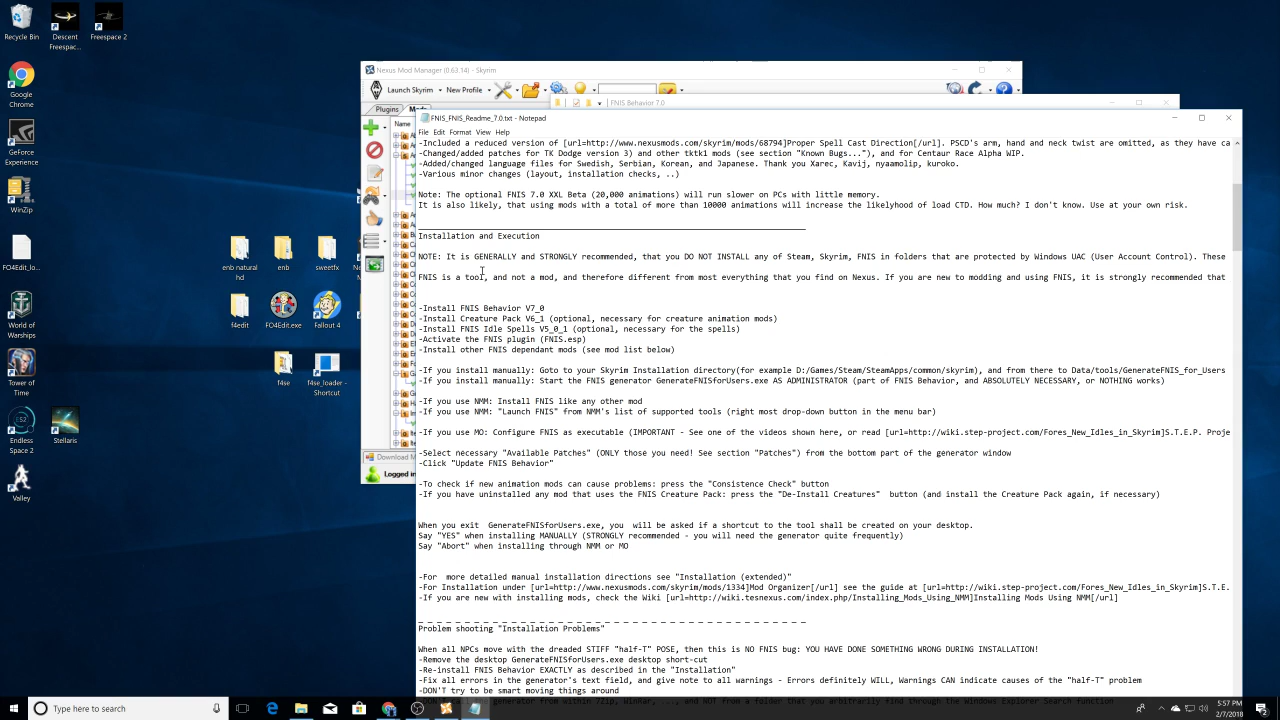 Recycle Bin
Descent Freespac...
Freespace 2
Google Chrome
GeForce Experience
WinZip
FO4Edit_lo...
enb natural nd
enb
sweetfx
World of Warships
f4edit
FO4Edit.exe
Fallout 4
Tower of Time
f4se
f4se_loader - Shortcut
Endless Space 2
Stellaris
Valley
Nexus Mod Manager (0.63.14) - Skyrim
Launch Skyrim
New Profile
Plugins
Mods
Name
Download M
Logged in
FNIS Behavior 7.0
FNIS_FNIS_Readme_7.0.txt - Notepad
File Edit Format View Help
-Included a reduced version of [url=http://www.nexusmods.com/skyrim/mods/68794]Proper Spell Cast Direction[/url]. PSCD's arm, hand and neck twist are omitted, as they have ca
-Changed/added patches for TK Dodge version 3) and other tktk1 mods (see section "Known Bugs..."), and for Centaur Race Alpha WIP.
-Added/changed language files for Swedish, Serbian, Korean, and Japanese. Thank you Xarec, Kavij, nyaamolip, kuroko.
-Various minor changes (layout, installation checks, ..)
Note: The optional FNIS 7.0 XXL Beta (20,000 animations) will run slower on PCs with little memory.
It is also likely, that using mods with a total of more than 10000 animations will increase the likelyhood of load CTD. How much? I don't know. Use at your own risk.
Installation and Execution
NOTE: It is GENERALLY and STRONGLY recommended, that you DO NOT INSTALL any of Steam, Skyrim, FNIS in folders that are protected by Windows UAC (User Account Control). These
FNIS is a tool, and not a mod, and therefore different from most everything that you find on Nexus. If you are new to modding and using FNIS, it is strongly recommended that
-Install FNIS Behavior V7_0
-Install Creature Pack V6_1 (optional, necessary for creature animation mods)
-Install FNIS Idle Spells V5_0_1 (optional, necessary for the spells)
-Activate the FNIS plugin (FNIS.esp)
-Install other FNIS dependant mods (see mod list below)
-If you install manually: Goto to your Skyrim Installation directory(for example D:/Games/Steam/SteamApps/common/skyrim), and from there to Data/tools/GenerateFNIS_for_Users
-If you install manually: Start the FNIS generator GenerateFNISforUsers.exe AS ADMINISTRATOR (part of FNIS Behavior, and ABSOLUTELY NECESSARY, or NOTHING works)
-If you use NMM: Install FNIS like any other mod
-If you use NMM: "Launch FNIS" from NMM's list of supported tools (right most drop-down button in the menu bar)
-If you use MO: Configure FNIS as executable (IMPORTANT - See one of the videos shown here, or read [url=http://wiki.step-project.com/Fores_New_Idles_in_Skyrim]S.T.E.P. Proje
-Select necessary "Available Patches" (ONLY those you need! See section "Patches") from the bottom part of the generator window
-Click "Update FNIS Behavior"
-To check if new animation mods can cause problems: press the "Consistence Check" button
-If you have uninstalled any mod that uses the FNIS Creature Pack: press the "De-Install Creatures"  button (and install the Creature Pack again, if necessary)
When you exit  GenerateFNISforUsers.exe, you  will be asked if a shortcut to the tool shall be created on your desktop.
Say "YES" when installing MANUALLY (STRONGLY recommended - you will need the generator quite frequently)
Say "Abort" when installing through NMM or MO
-For  more detailed manual installation directions see "Installation (extended)"
-For Installation under [url=http://www.nexusmods.com/skyrim/mods/1334]Mod Organizer[/url] see the guide at [url=http://wiki.step-project.com/Fores_New_Idles_in_Skyrim]S.T.E.
-If you are new with installing mods, check the Wiki [url=http://wiki.tesnexus.com/index.php/Installing_Mods_Using_NMM]Installing Mods Using NMM[/url]
Problem shooting "Installation Problems"
When all NPCs move with the dreaded STIFF "half-T" POSE, then this is NO FNIS bug: YOU HAVE DONE SOMETHING WRONG DURING INSTALLATION!
-Remove the desktop GenerateFNISforUsers.exe desktop short-cut
-Re-install FNIS Behavior EXACTLY as described in the "Installation"
-Fix all errors in the generator's text field, and give note to all warnings - Errors definitely WILL, Warnings CAN indicate causes of the "half-T" problem
-DON'T try to be smart moving things around
Type here to search
5:57 PM
2/7/2018